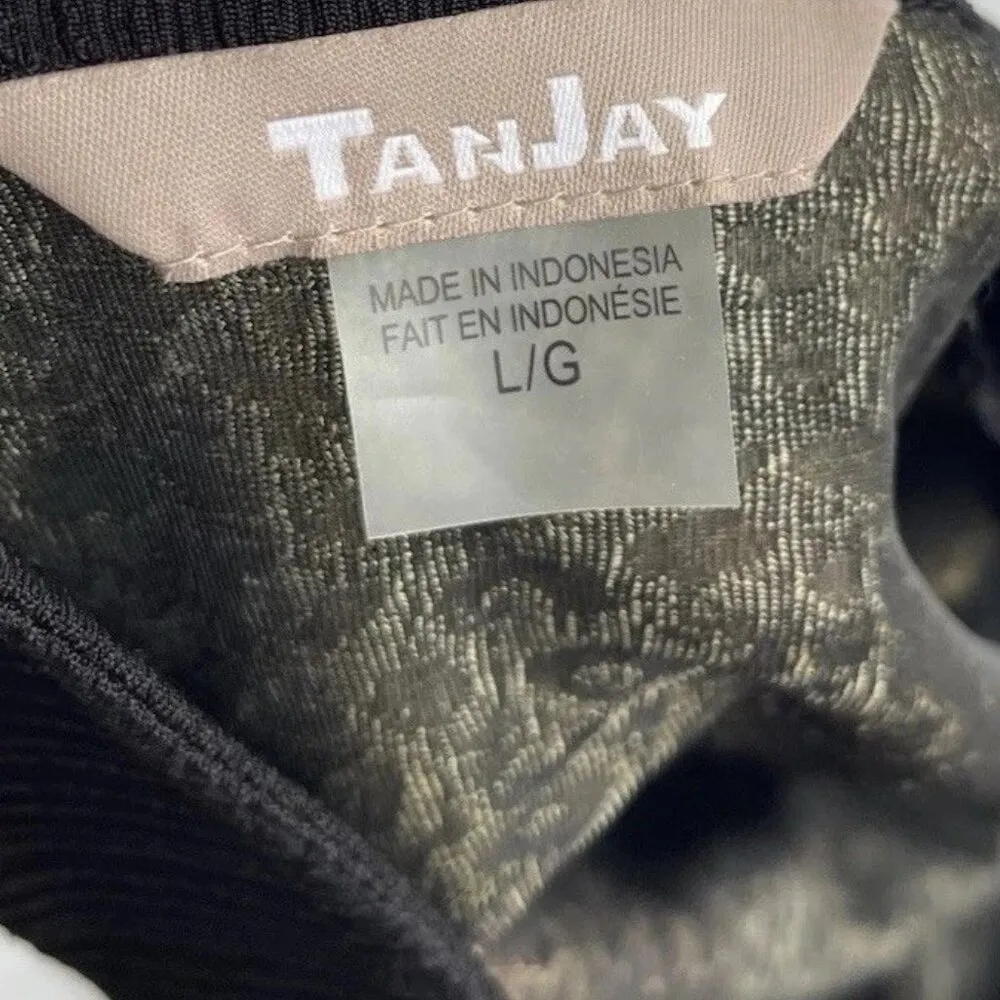 TANJAY
MADE IN INDONESIA
FAIT EN INDONÉSIE
L/G